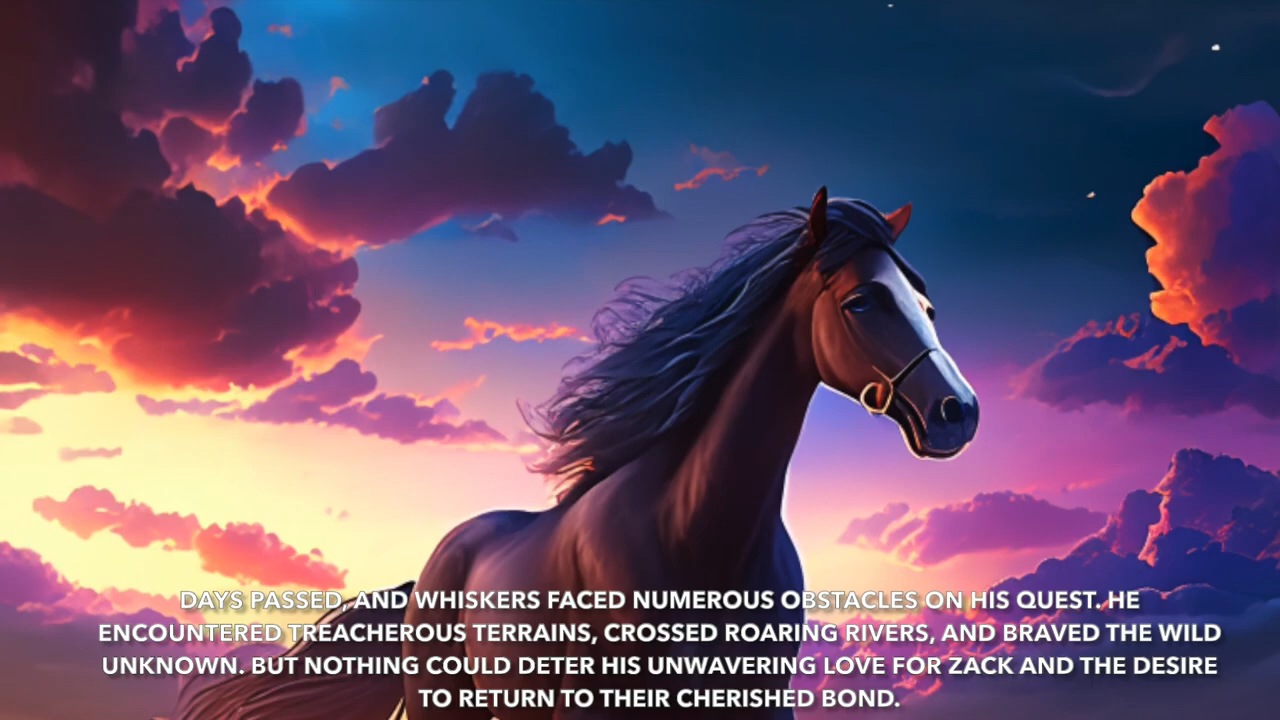 DAYS PASSED, AND WHISKERS FACED NUMEROUS OBSTACLES ON HIS QUEST. HE
ENCOUNTERED TREACHEROUS TERRAINS, CROSSED ROARING RIVERS, AND BRAVED THE WILD
UNKNOWN. BUT NOTHING COULD DETER HIS UNWAVERING LOVE FOR ZACK AND THE DESIRE
TO RETURN TO THEIR CHERISHED BOND.